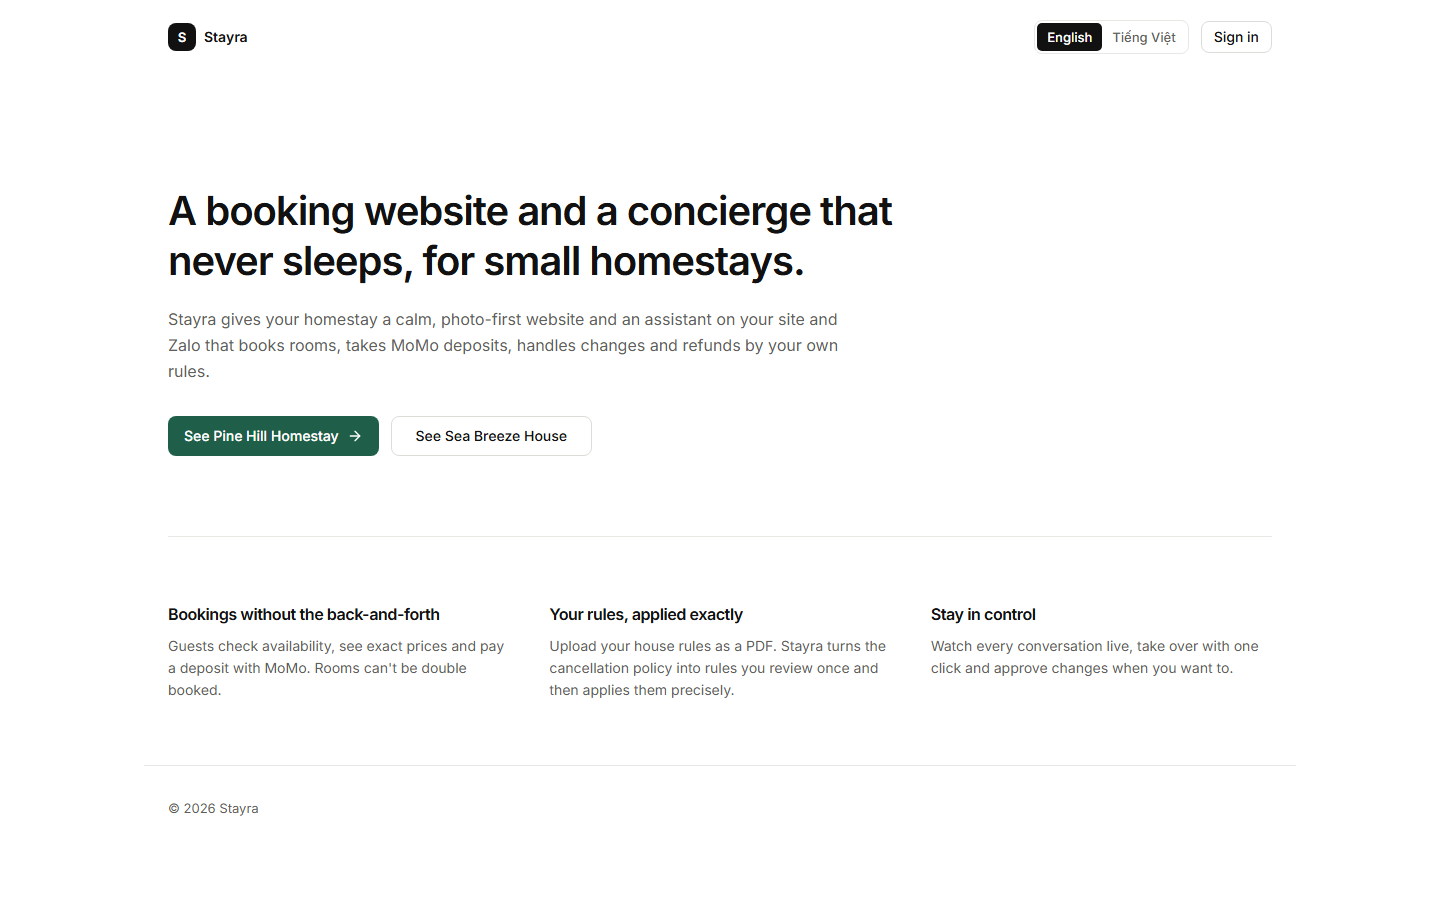 S Stayra
English Tiếng Việt Sign in
A booking website and a concierge that
never sleeps, for small homestays.
Stayra gives your homestay a calm, photo-first website and an assistant on your site and
Zalo that books rooms, takes MoMo deposits, handles changes and refunds by your own
rules.
See Pine Hill Homestay → See Sea Breeze House
Bookings without the back-and-forth
Guests check availability, see exact prices and pay
a deposit with MoMo. Rooms can't be double
booked.
Your rules, applied exactly
Upload your house rules as a PDF. Stayra turns the
cancellation policy into rules you review once and
then applies them precisely.
Stay in control
Watch every conversation live, take over with one
click and approve changes when you want to.
© 2026 Stayra